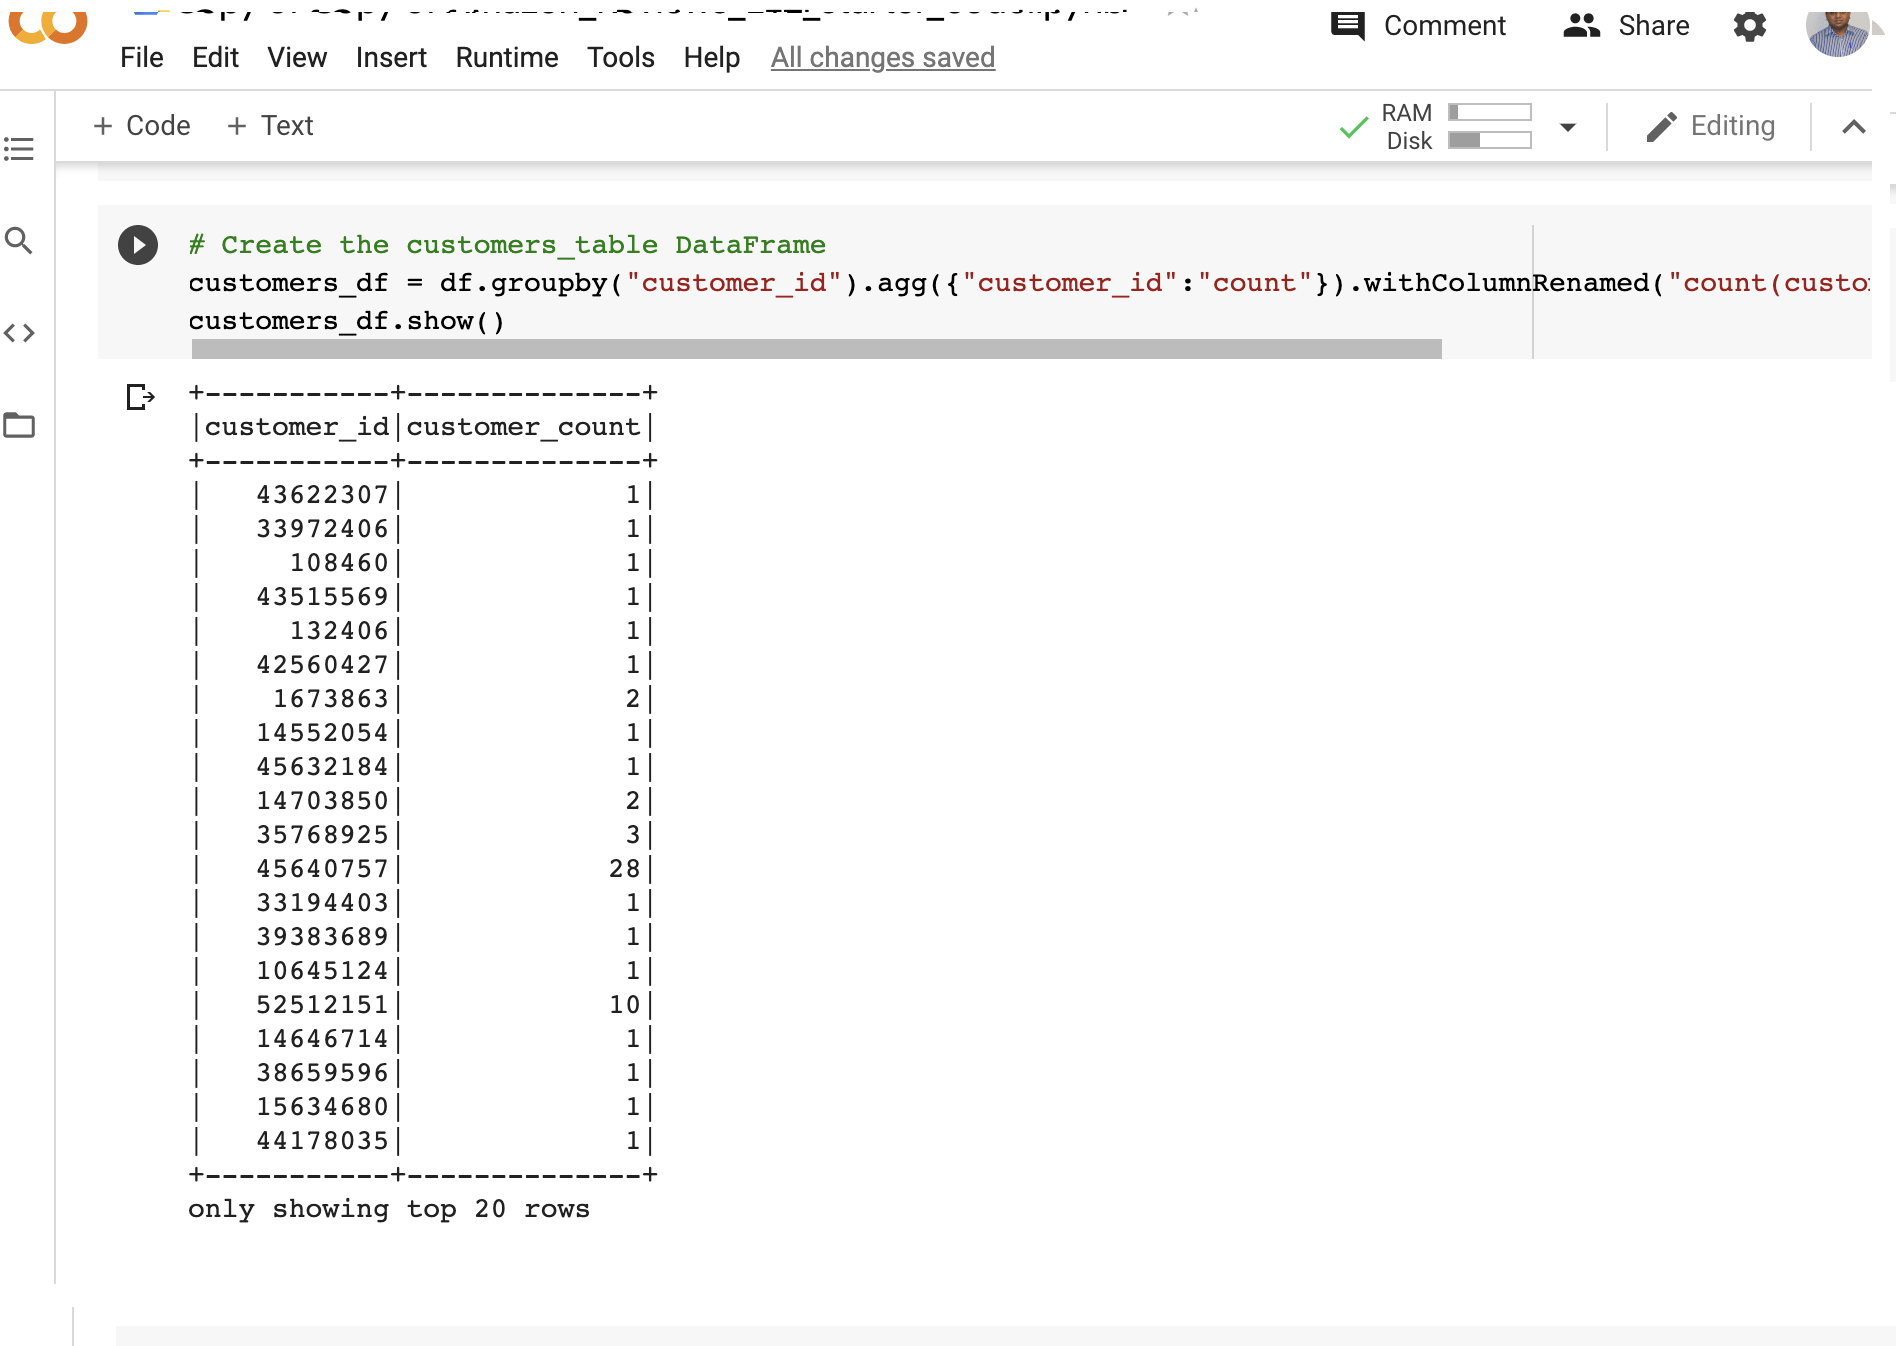 Comment Share
File Edit View Insert Runtime Tools Help All changes saved
+ Code + Text RAM Disk Editing
# Create the customers_table DataFrame
customers_df = df.groupby("customer_id").agg({"customer_id":"count"}).withColumnRenamed("count(custo
customers_df.show()
+-----------+--------------+
|customer_id|customer_count|
+-----------+--------------+
|   43622307|             1|
|   33972406|             1|
|     108460|             1|
|   43515569|             1|
|     132406|             1|
|   42560427|             1|
|    1673863|             2|
|   14552054|             1|
|   45632184|             1|
|   14703850|             2|
|   35768925|             3|
|   45640757|            28|
|   33194403|             1|
|   39383689|             1|
|   10645124|             1|
|   52512151|            10|
|   14646714|             1|
|   38659596|             1|
|   15634680|             1|
|   44178035|             1|
+-----------+--------------+
only showing top 20 rows